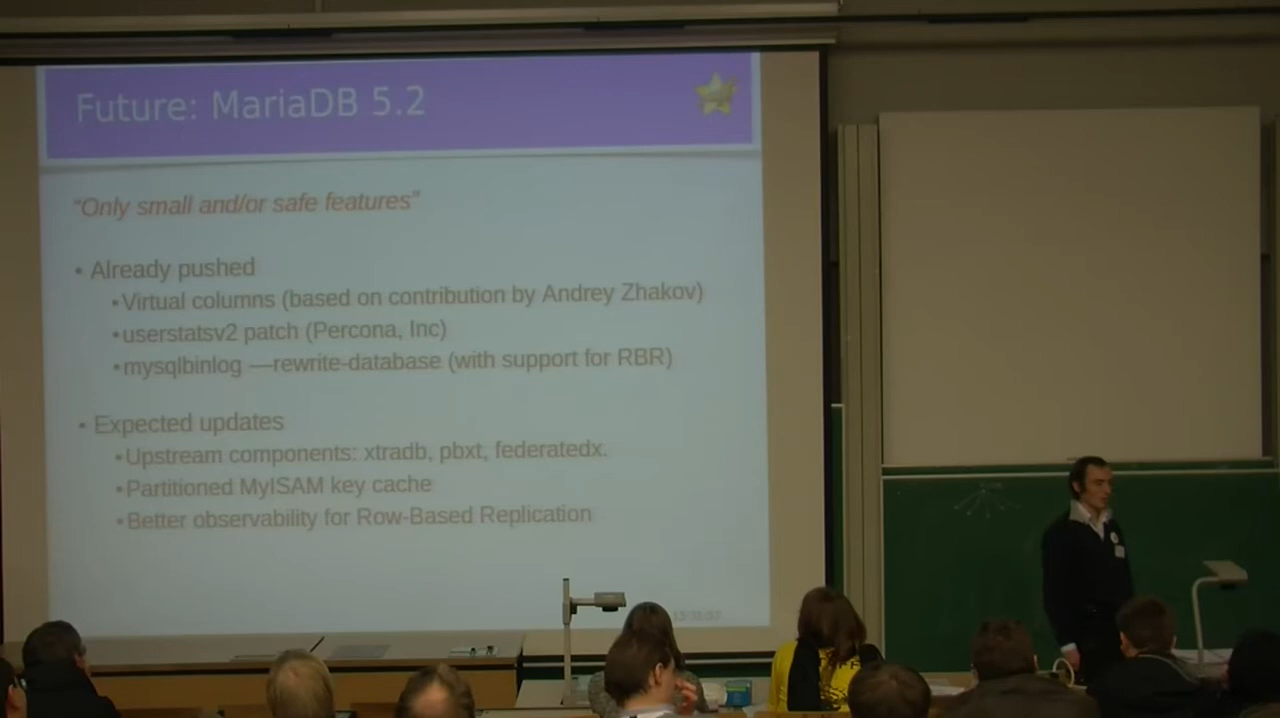 Future: MariaDB 5.2
“Only small and/or safe features”
• Already pushed
•Virtual columns (based on contribution by Andrey Zhakov)
•userstatsv2 patch (Percona, Inc)
•mysqlbinlog —rewrite-database (with support for RBR)
• Expected updates
•Upstream components: xtradb, pbxt, federatedx.
•Partitioned MyISAM key cache
•Better observability for Row-Based Replication